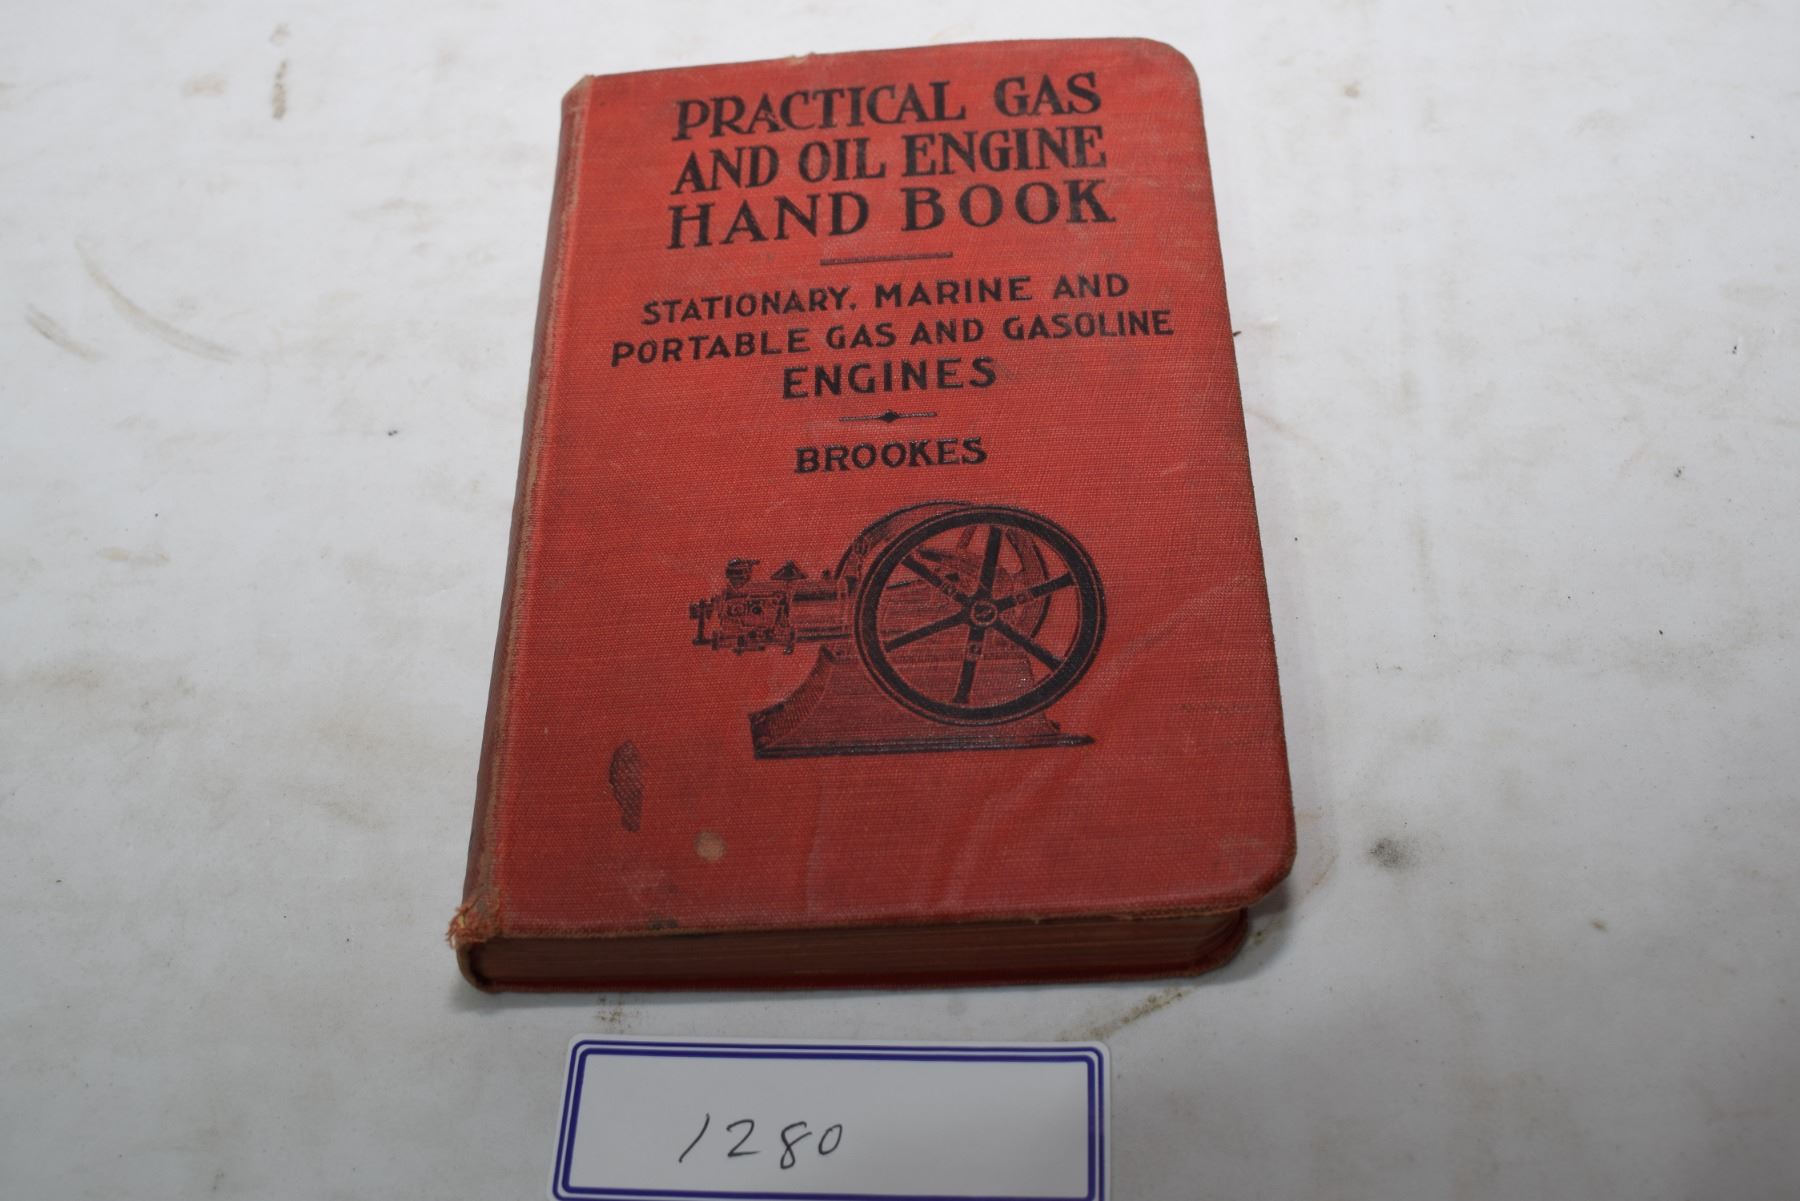 PRACTICAL GAS
AND OIL ENGINE
HAND BOOK
STATIONARY, MARINE AND
PORTABLE GAS AND GASOLINE
ENGINES
BROOKES
1280